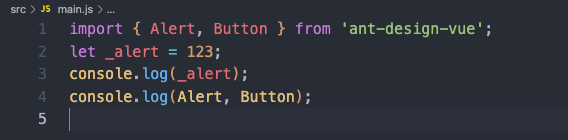 src > JS main.js > ...
1 import { Alert, Button } from 'ant-design-vue';
2 let _alert = 123;
3 console.log(_alert);
4 console.log(Alert, Button);
5